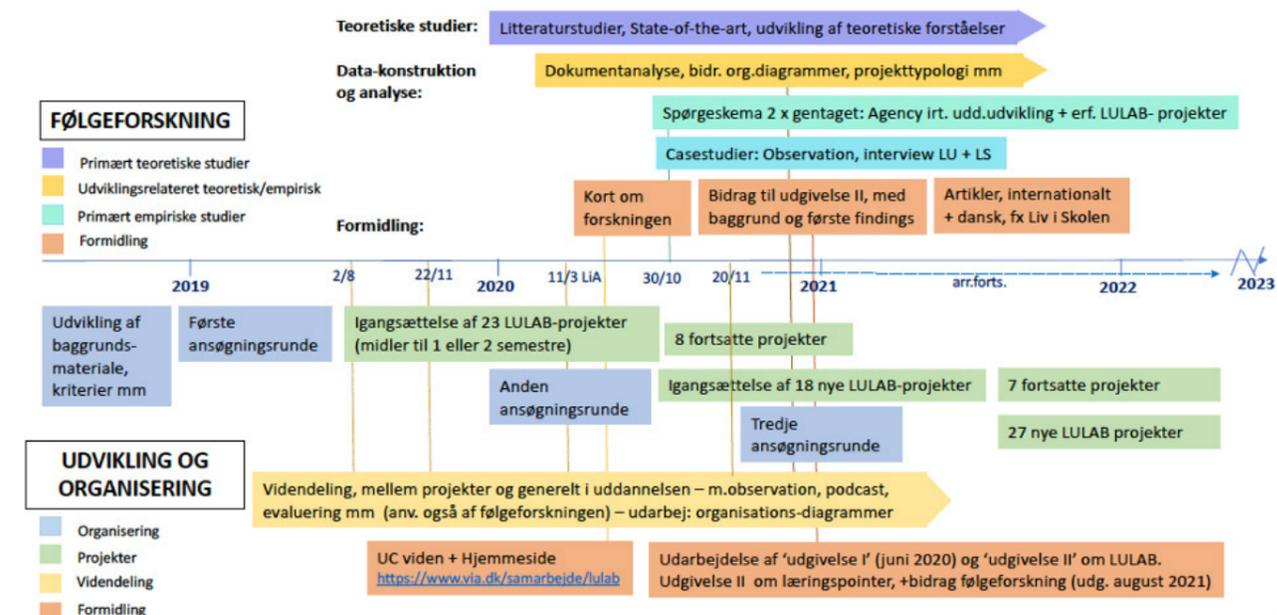 Teoretiske studier:
Litteraturstudier, State-of-the-art, udvikling af teoretiske forståelser
Data-konstruktion
og analyse:
Dokumentanalyse, bidr. org.diagrammer, projekttypologi mm
Spørgeskema 2 x gentaget: Agency irt. udd.udvikling + erf. LULAB- projekter
Casestudier: Observation, interview LU + LS
FØLGEFORSKNING
Primært teoretiske studier
Udviklingsrelateret teoretisk/empirisk
Primært empiriske studier
Formidling
Formidling:
Kort om
forskningen
Bidrag til udgivelse II, med
baggrund og første findings
Artikler, internationalt
+ dansk, fx Liv i Skolen
2019
2/8
22/11
2020
11/3 LiA
30/10
20/11
2021
arr.forts.
2022
2023
Udvikling af
baggrunds-
materiale,
kriterier mm
Første
ansøgningsrunde
Igangsættelse af 23 LULAB-projekter
(midler til 1 eller 2 semestre)
8 fortsatte projekter
Anden
ansøgningsrunde
Igangsættelse af 18 nye LULAB-projekter
7 fortsatte projekter
Tredje
ansøgningsrunde
27 nye LULAB projekter
UDVIKLING OG
ORGANISERING
Organisering
Projekter
Videndeling
Formidling
Videndeling, mellem projekter og generelt i uddannelsen – m.observation, podcast,
evaluering mm (anv. også af følgeforskningen) – udarbej: organisations-diagrammer
UC viden + Hjemmeside
https://www.via.dk/samarbejde/lulab
Udarbejdelse af ‘udgivelse I’ (juni 2020) og ‘udgivelse II’ om LULAB.
Udgivelse II om læringspointer, +bidrag følgeforskning (udg. august 2021)